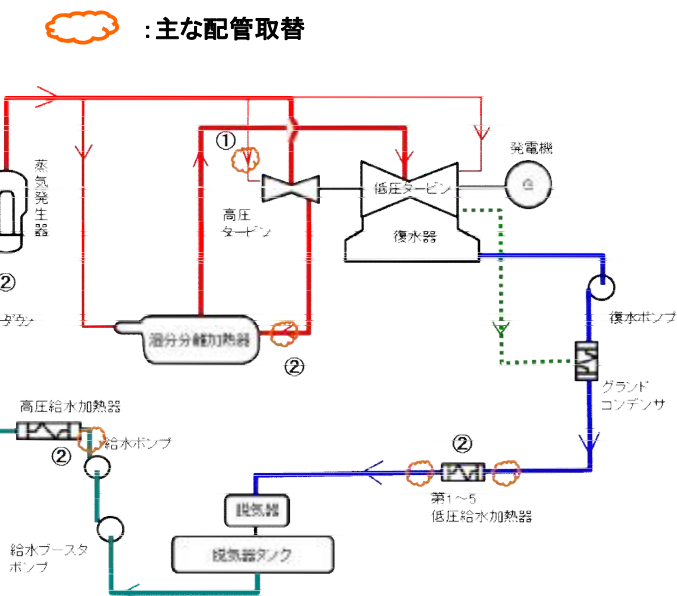 ：主な配管取替
①
発電機
蒸気発生器
低圧タービン
G
高圧
タービン
復水器
②
復水ポンプ
湿分分離加熱器
②
グランド
コンデンサ
高圧給水加熱器
給水ポンプ
②
②
第1～5
低圧給水加熱器
脱気器
給水ブースタ
ポンプ
脱気器タンク